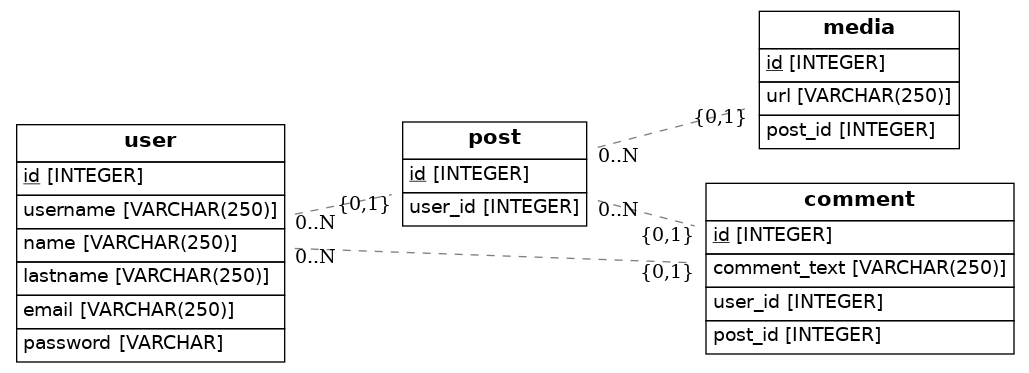 user
id [INTEGER]
username [VARCHAR(250)]
name [VARCHAR(250)]
lastname [VARCHAR(250)]
email [VARCHAR(250)]
password [VARCHAR]
0..N
{0,1}
0..N
{0,1}
post
id [INTEGER]
user_id [INTEGER]
0..N
{0,1}
0..N
{0,1}
media
id [INTEGER]
url [VARCHAR(250)]
post_id [INTEGER]
comment
id [INTEGER]
comment_text [VARCHAR(250)]
user_id [INTEGER]
post_id [INTEGER]